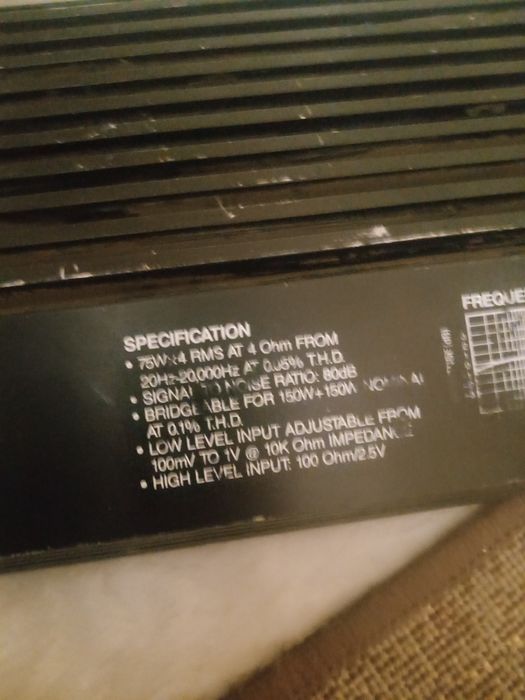 SPECIFICATION
• 75W×4 RMS AT 4 Ohm FROM
20Hz-20,000Hz AT 0.05% T.H.D.
• SIGNAL TO NOISE RATIO: 80dB
• BRIDGEABLE FOR 150W+150W NOMINAL
AT 0.1% T.H.D.
• LOW LEVEL INPUT ADJUSTABLE FROM
100mV TO 1V @ 10K Ohm IMPEDANCE
• HIGH LEVEL INPUT: 100 Ohm/2.5V
FREQUE